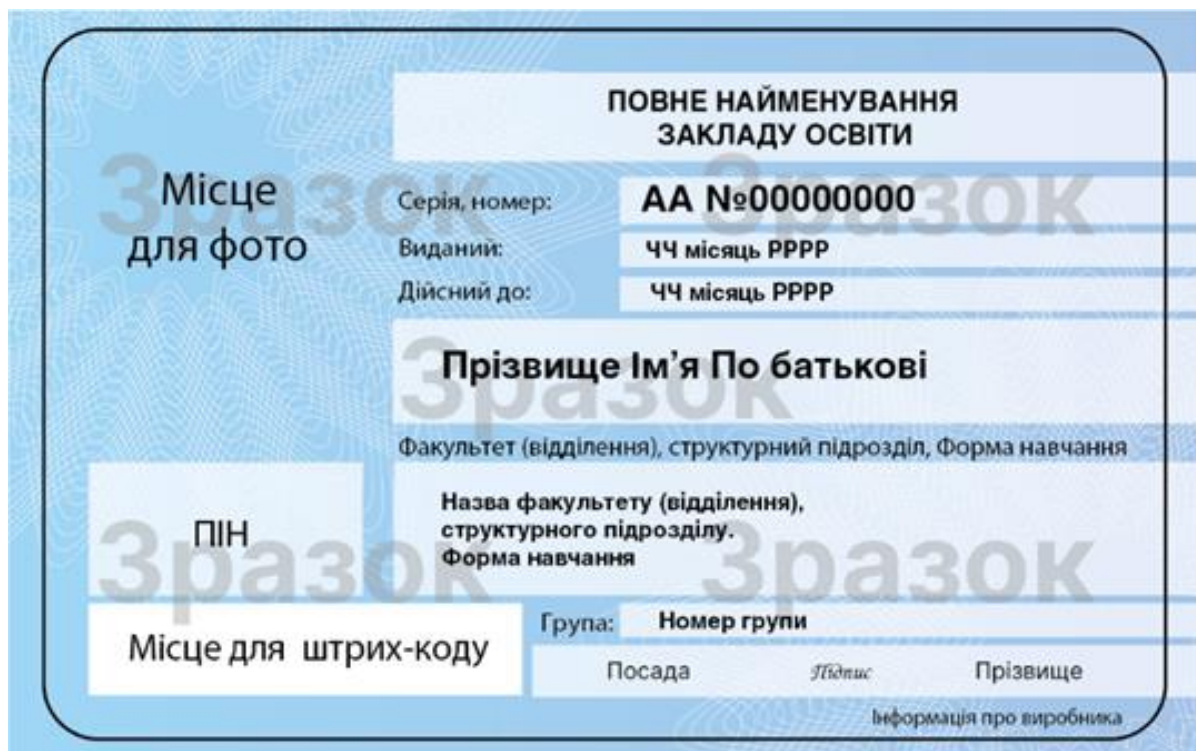 ПОВНЕ НАЙМЕНУВАННЯ
ЗАКЛАДУ ОСВІТИ
Місце
для фото
Зразок
Зразок
Серія, номер: АА №00000000
Виданий: ЧЧ місяць РРРР
Дійсний до: ЧЧ місяць РРРР
Прізвище Ім’я По батькові
Зразок
Факультет (відділення), структурний підрозділ, Форма навчання
Назва факультету (відділення),
структурного підрозділу.
Форма навчання
ПІН
Зразок
Зразок
Група: Номер групи
Місце для штрих-коду
Посада Підпис Прізвище
Інформація про виробника